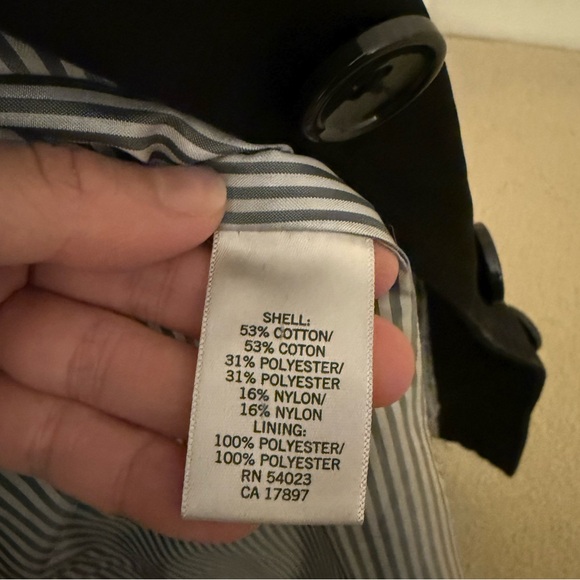 SHELL:
53% COTTON/
53% COTON
31% POLYESTER/
31% POLYESTER
16% NYLON/
16% NYLON
LINING:
100% POLYESTER/
100% POLYESTER
RN 54023
CA 17897